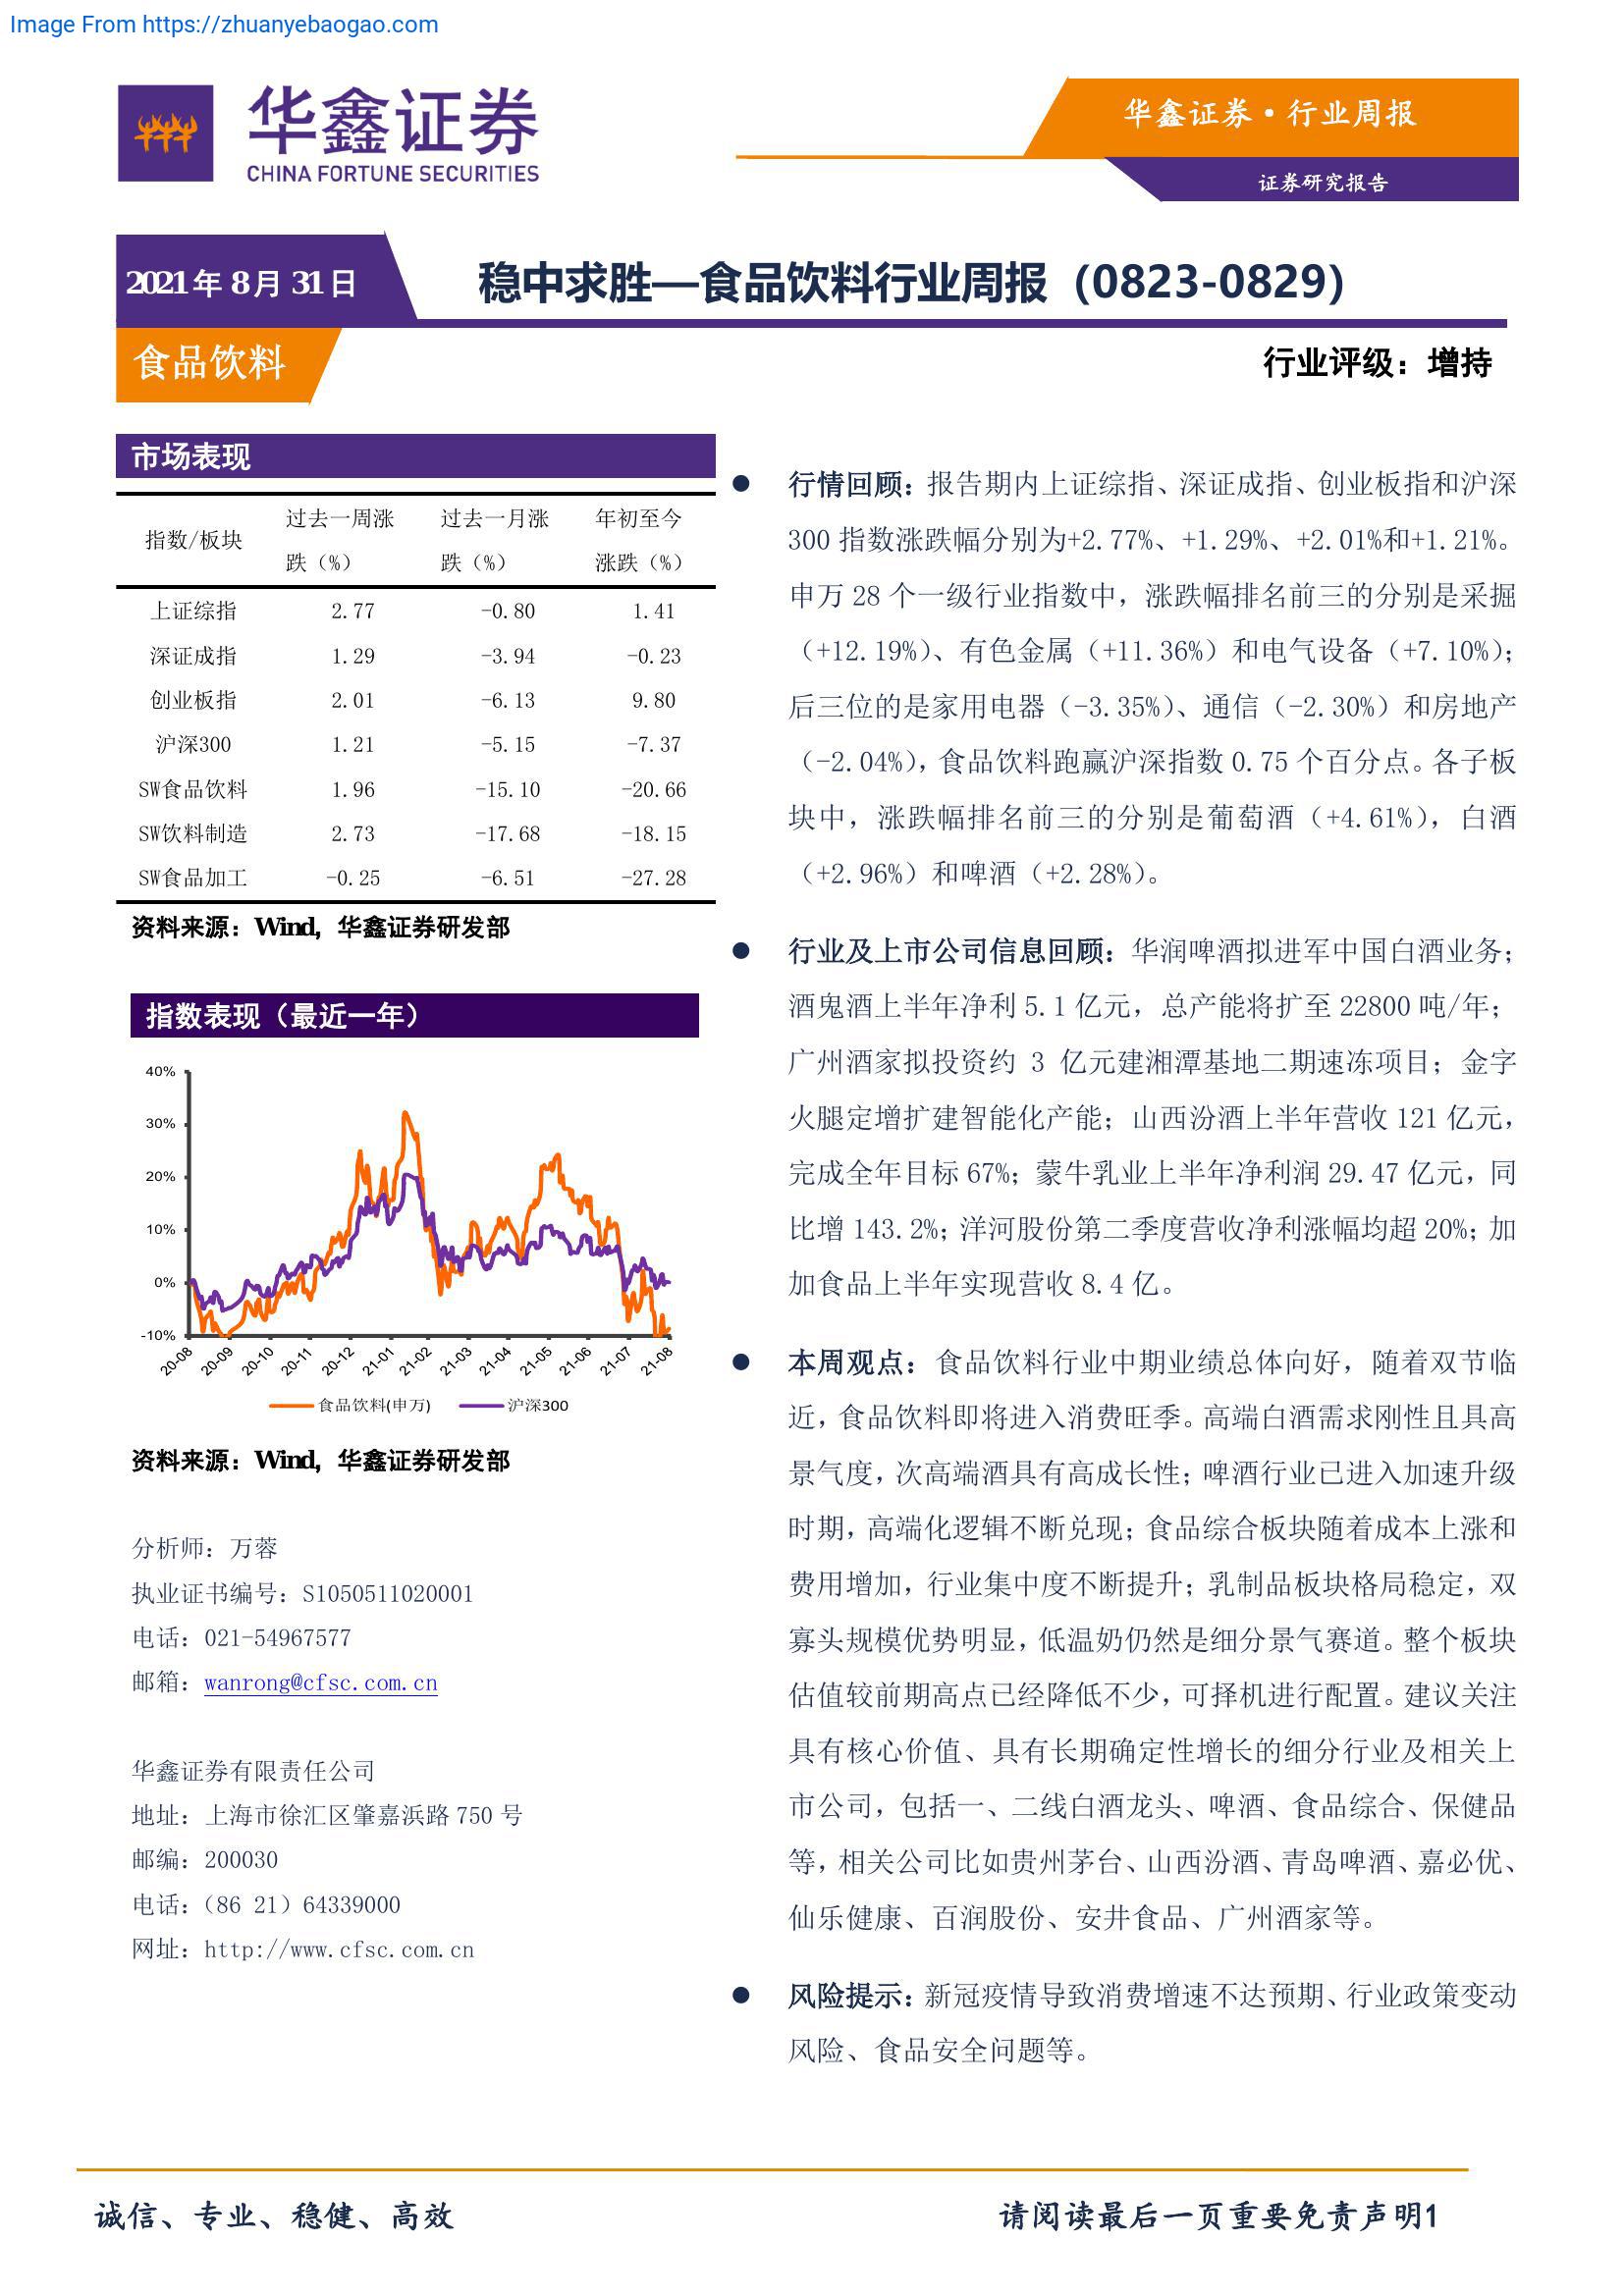 Image From https://zhuanyebaogao.com
华鑫证券
CHINA FORTUNE SECURITIES
华鑫证券·行业周报
证券研究报告
2021年 8月 31日
稳中求胜—食品饮料行业周报（0823-0829）
食品饮料
行业评级：增持
市场表现
指数/板块 过去一周涨跌（%） 过去一月涨跌（%） 年初至今涨跌（%）
上证综指 2.77 -0.80 1.41
深证成指 1.29 -3.94 -0.23
创业板指 2.01 -6.13 9.80
沪深300 1.21 -5.15 -7.37
SW食品饮料 1.96 -15.10 -20.66
SW饮料制造 2.73 -17.68 -18.15
SW食品加工 -0.25 -6.51 -27.28
资料来源：Wind，华鑫证券研发部
指数表现（最近一年）
40%
30%
20%
10%
0%
-10%
20-08 20-09 20-10 20-11 20-12 21-01 21-02 21-03 21-04 21-05 21-06 21-07 21-08
食品饮料(申万) 沪深300
资料来源：Wind，华鑫证券研发部
分析师：万蓉
执业证书编号：S1050511020001
电话：021-54967577
邮箱：wanrong@cfsc.com.cn
华鑫证券有限责任公司
地址：上海市徐汇区肇嘉浜路 750 号
邮编：200030
电话：（86 21）64339000
网址：http://www.cfsc.com.cn
● 行情回顾：报告期内上证综指、深证成指、创业板指和沪深
300 指数涨跌幅分别为+2.77%、+1.29%、+2.01%和+1.21%。
申万 28 个一级行业指数中，涨跌幅排名前三的分别是采掘
（+12.19%）、有色金属（+11.36%）和电气设备（+7.10%）；
后三位的是家用电器（-3.35%）、通信（-2.30%）和房地产
（-2.04%），食品饮料跑赢沪深指数 0.75 个百分点。各子板
块中，涨跌幅排名前三的分别是葡萄酒（+4.61%），白酒
（+2.96%）和啤酒（+2.28%）。
● 行业及上市公司信息回顾：华润啤酒拟进军中国白酒业务；
酒鬼酒上半年净利 5.1 亿元，总产能将扩至 22800 吨/年；
广州酒家拟投资约 3 亿元建湘潭基地二期速冻项目；金字
火腿定增扩建智能化产能；山西汾酒上半年营收 121 亿元，
完成全年目标 67%；蒙牛乳业上半年净利润 29.47 亿元，同
比增 143.2%；洋河股份第二季度营收净利涨幅均超 20%；加
加食品上半年实现营收 8.4 亿。
● 本周观点：食品饮料行业中期业绩总体向好，随着双节临
近，食品饮料即将进入消费旺季。高端白酒需求刚性且具高
景气度，次高端酒具有高成长性；啤酒行业已进入加速升级
时期，高端化逻辑不断兑现；食品综合板块随着成本上涨和
费用增加，行业集中度不断提升；乳制品板块格局稳定，双
寡头规模优势明显，低温奶仍然是细分景气赛道。整个板块
估值较前期高点已经降低不少，可择机进行配置。建议关注
具有核心价值、具有长期确定性增长的细分行业及相关上
市公司，包括一、二线白酒龙头、啤酒、食品综合、保健品
等，相关公司比如贵州茅台、山西汾酒、青岛啤酒、嘉必优、
仙乐健康、百润股份、安井食品、广州酒家等。
● 风险提示：新冠疫情导致消费增速不达预期、行业政策变动
风险、食品安全问题等。
诚信、专业、稳健、高效
请阅读最后一页重要免责声明1